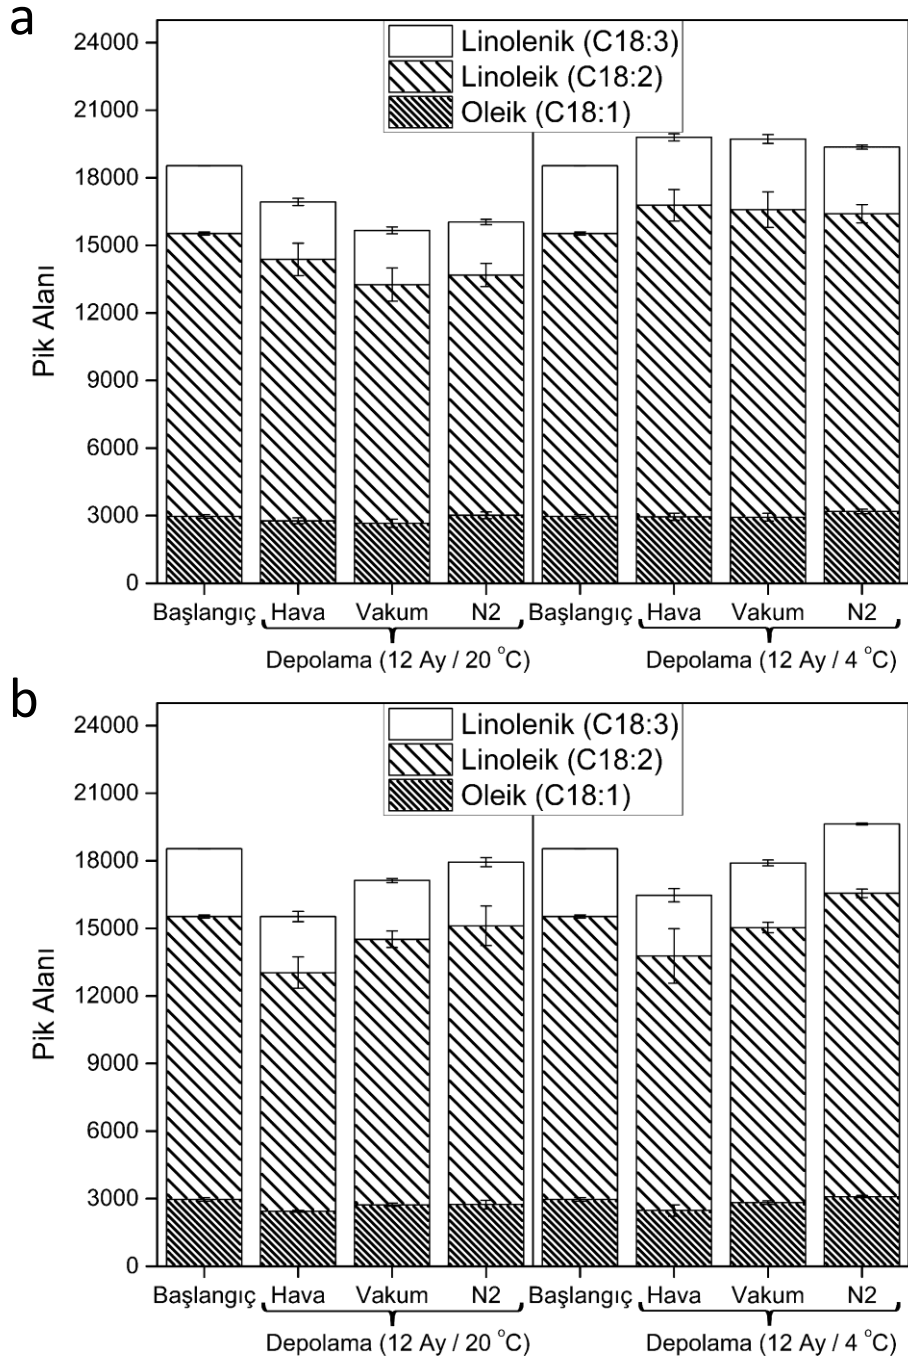 a
24000
21000
18000
15000
12000
9000
6000
3000
0
Pik Alanı
Linolenik (C18:3)
Linoleik (C18:2)
Oleik (C18:1)
Başlangıç Hava Vakum N2 Başlangıç Hava Vakum N2
Depolama (12 Ay / 20 °C) Depolama (12 Ay / 4 °C)
b
24000
21000
18000
15000
12000
9000
6000
3000
0
Pik Alanı
Linolenik (C18:3)
Linoleik (C18:2)
Oleik (C18:1)
Başlangıç Hava Vakum N2 Başlangıç Hava Vakum N2
Depolama (12 Ay / 20 °C) Depolama (12 Ay / 4 °C)